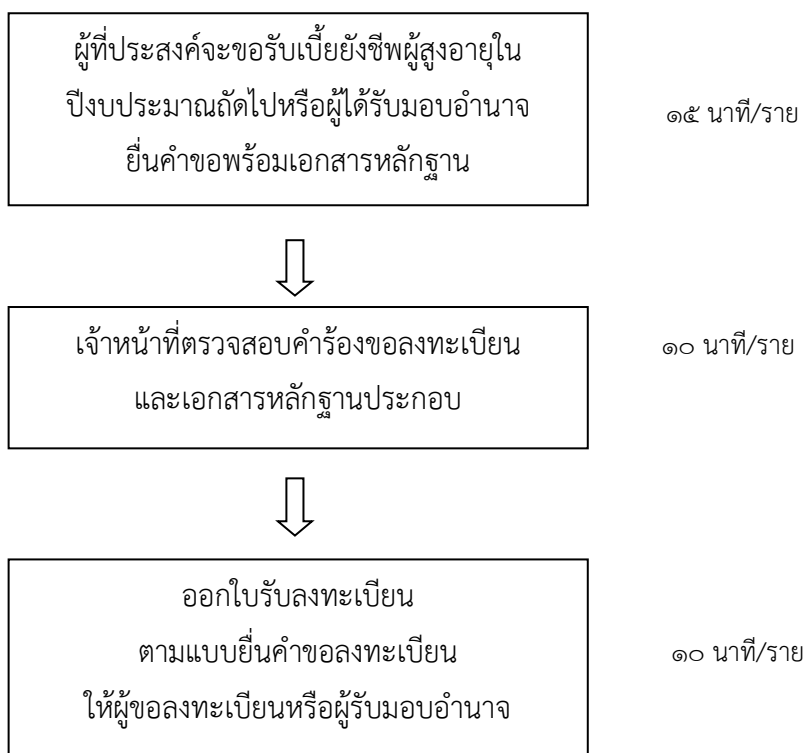 ผู้ที่ประสงค์จะขอรับเบี้ยยังชีพผู้สูงอายุใน
ปีงบประมาณถัดไปหรือผู้ได้รับมอบอำนาจ
ยื่นคำขอพร้อมเอกสารหลักฐาน
๑๕ นาที/ราย
เจ้าหน้าที่ตรวจสอบคำร้องขอลงทะเบียน
และเอกสารหลักฐานประกอบ
๑๐ นาที/ราย
ออกใบรับลงทะเบียน
ตามแบบยื่นคำขอลงทะเบียน
ให้ผู้ขอลงทะเบียนหรือผู้รับมอบอำนาจ
๑๐ นาที/ราย